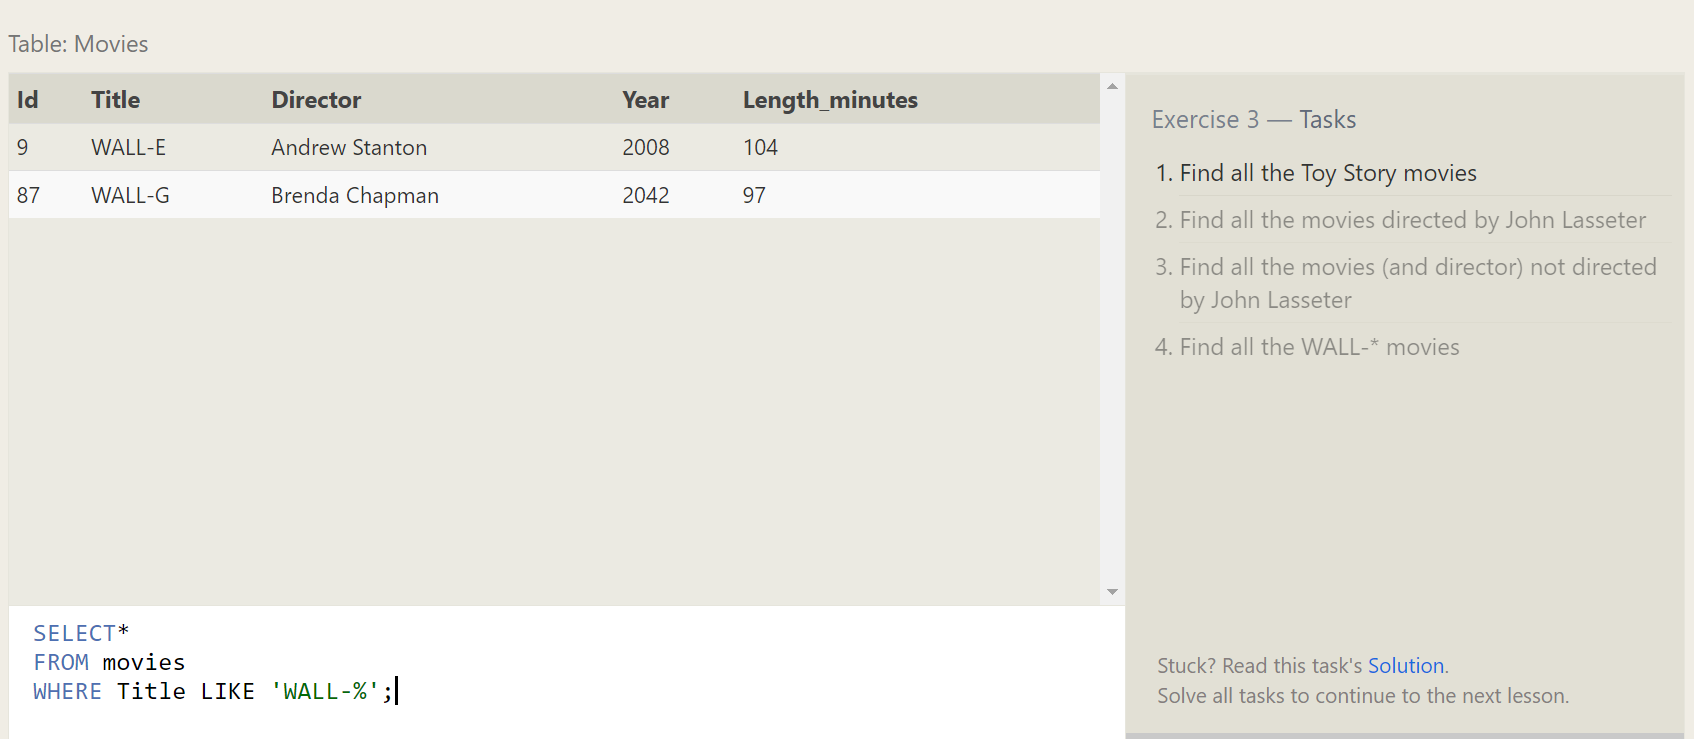 Table: Movies
Id Title Director Year Length_minutes
9 WALL-E Andrew Stanton 2008 104
87 WALL-G Brenda Chapman 2042 97
SELECT*
FROM movies
WHERE Title LIKE 'WALL-%';
Exercise 3 — Tasks
1. Find all the Toy Story movies
2. Find all the movies directed by John Lasseter
3. Find all the movies (and director) not directed
by John Lasseter
4. Find all the WALL-* movies
Stuck? Read this task's Solution.
Solve all tasks to continue to the next lesson.